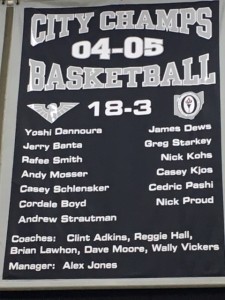 CITY CHAMPS
04-05
BASKETBALL
18-3
Yoshi Dannoura
Jerry Banta
Rafee Smith
Andy Mosser
Casey Schlensker
Cordale Boyd
Andrew Strautman
James Dews
Greg Starkey
Nick Kohs
Casey Kjos
Cedric Pashi
Nick Proud
Coaches: Clint Adkins, Reggie Hall,
Brian Lawhon, Dave Moore, Wally Vickers
Manager: Alex Jones